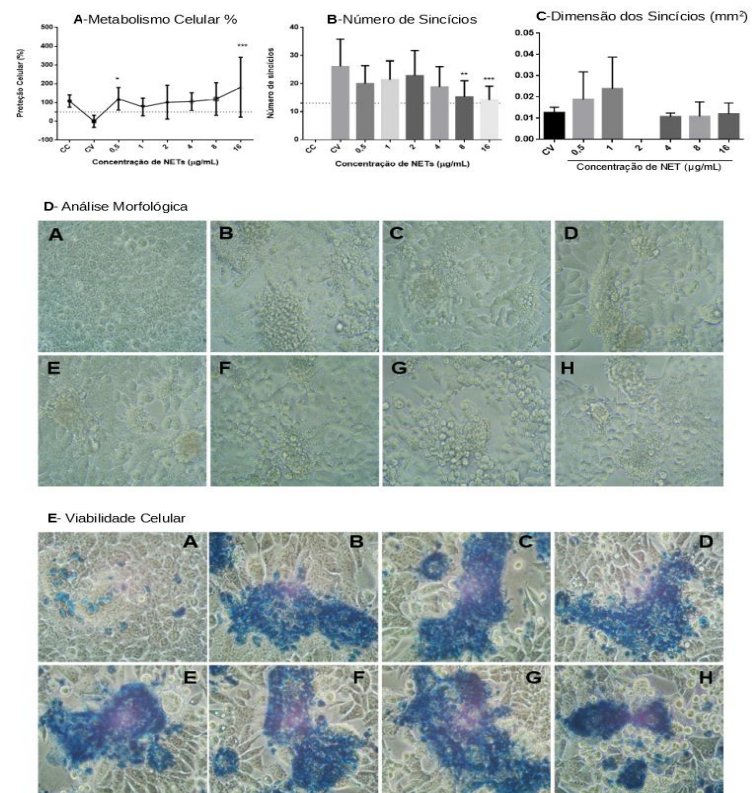 A-Metabolismo Celular %
Proteção Celular (%)
500
400
300
200
100
0
-100
*
***
CC
CV
0,5
1
2
4
8
16
Concentração de NETs (µg/mL)
B-Número de Sincícios
Número de sincícios
40
30
20
10
0
**
***
CC
CV
0,5
1
2
4
8
16
Concentração de NETs (µg/mL)
C-Dimensão dos Sincícios (mm²)
0.05
0.04
0.03
0.02
0.01
0.00
CV
0,5
1
2
4
8
16
Concentração de NET (µg/mL)
D- Análise Morfológica
A
B
C
D
E
F
G
H
E- Viabilidade Celular
A
B
C
D
E
F
G
H